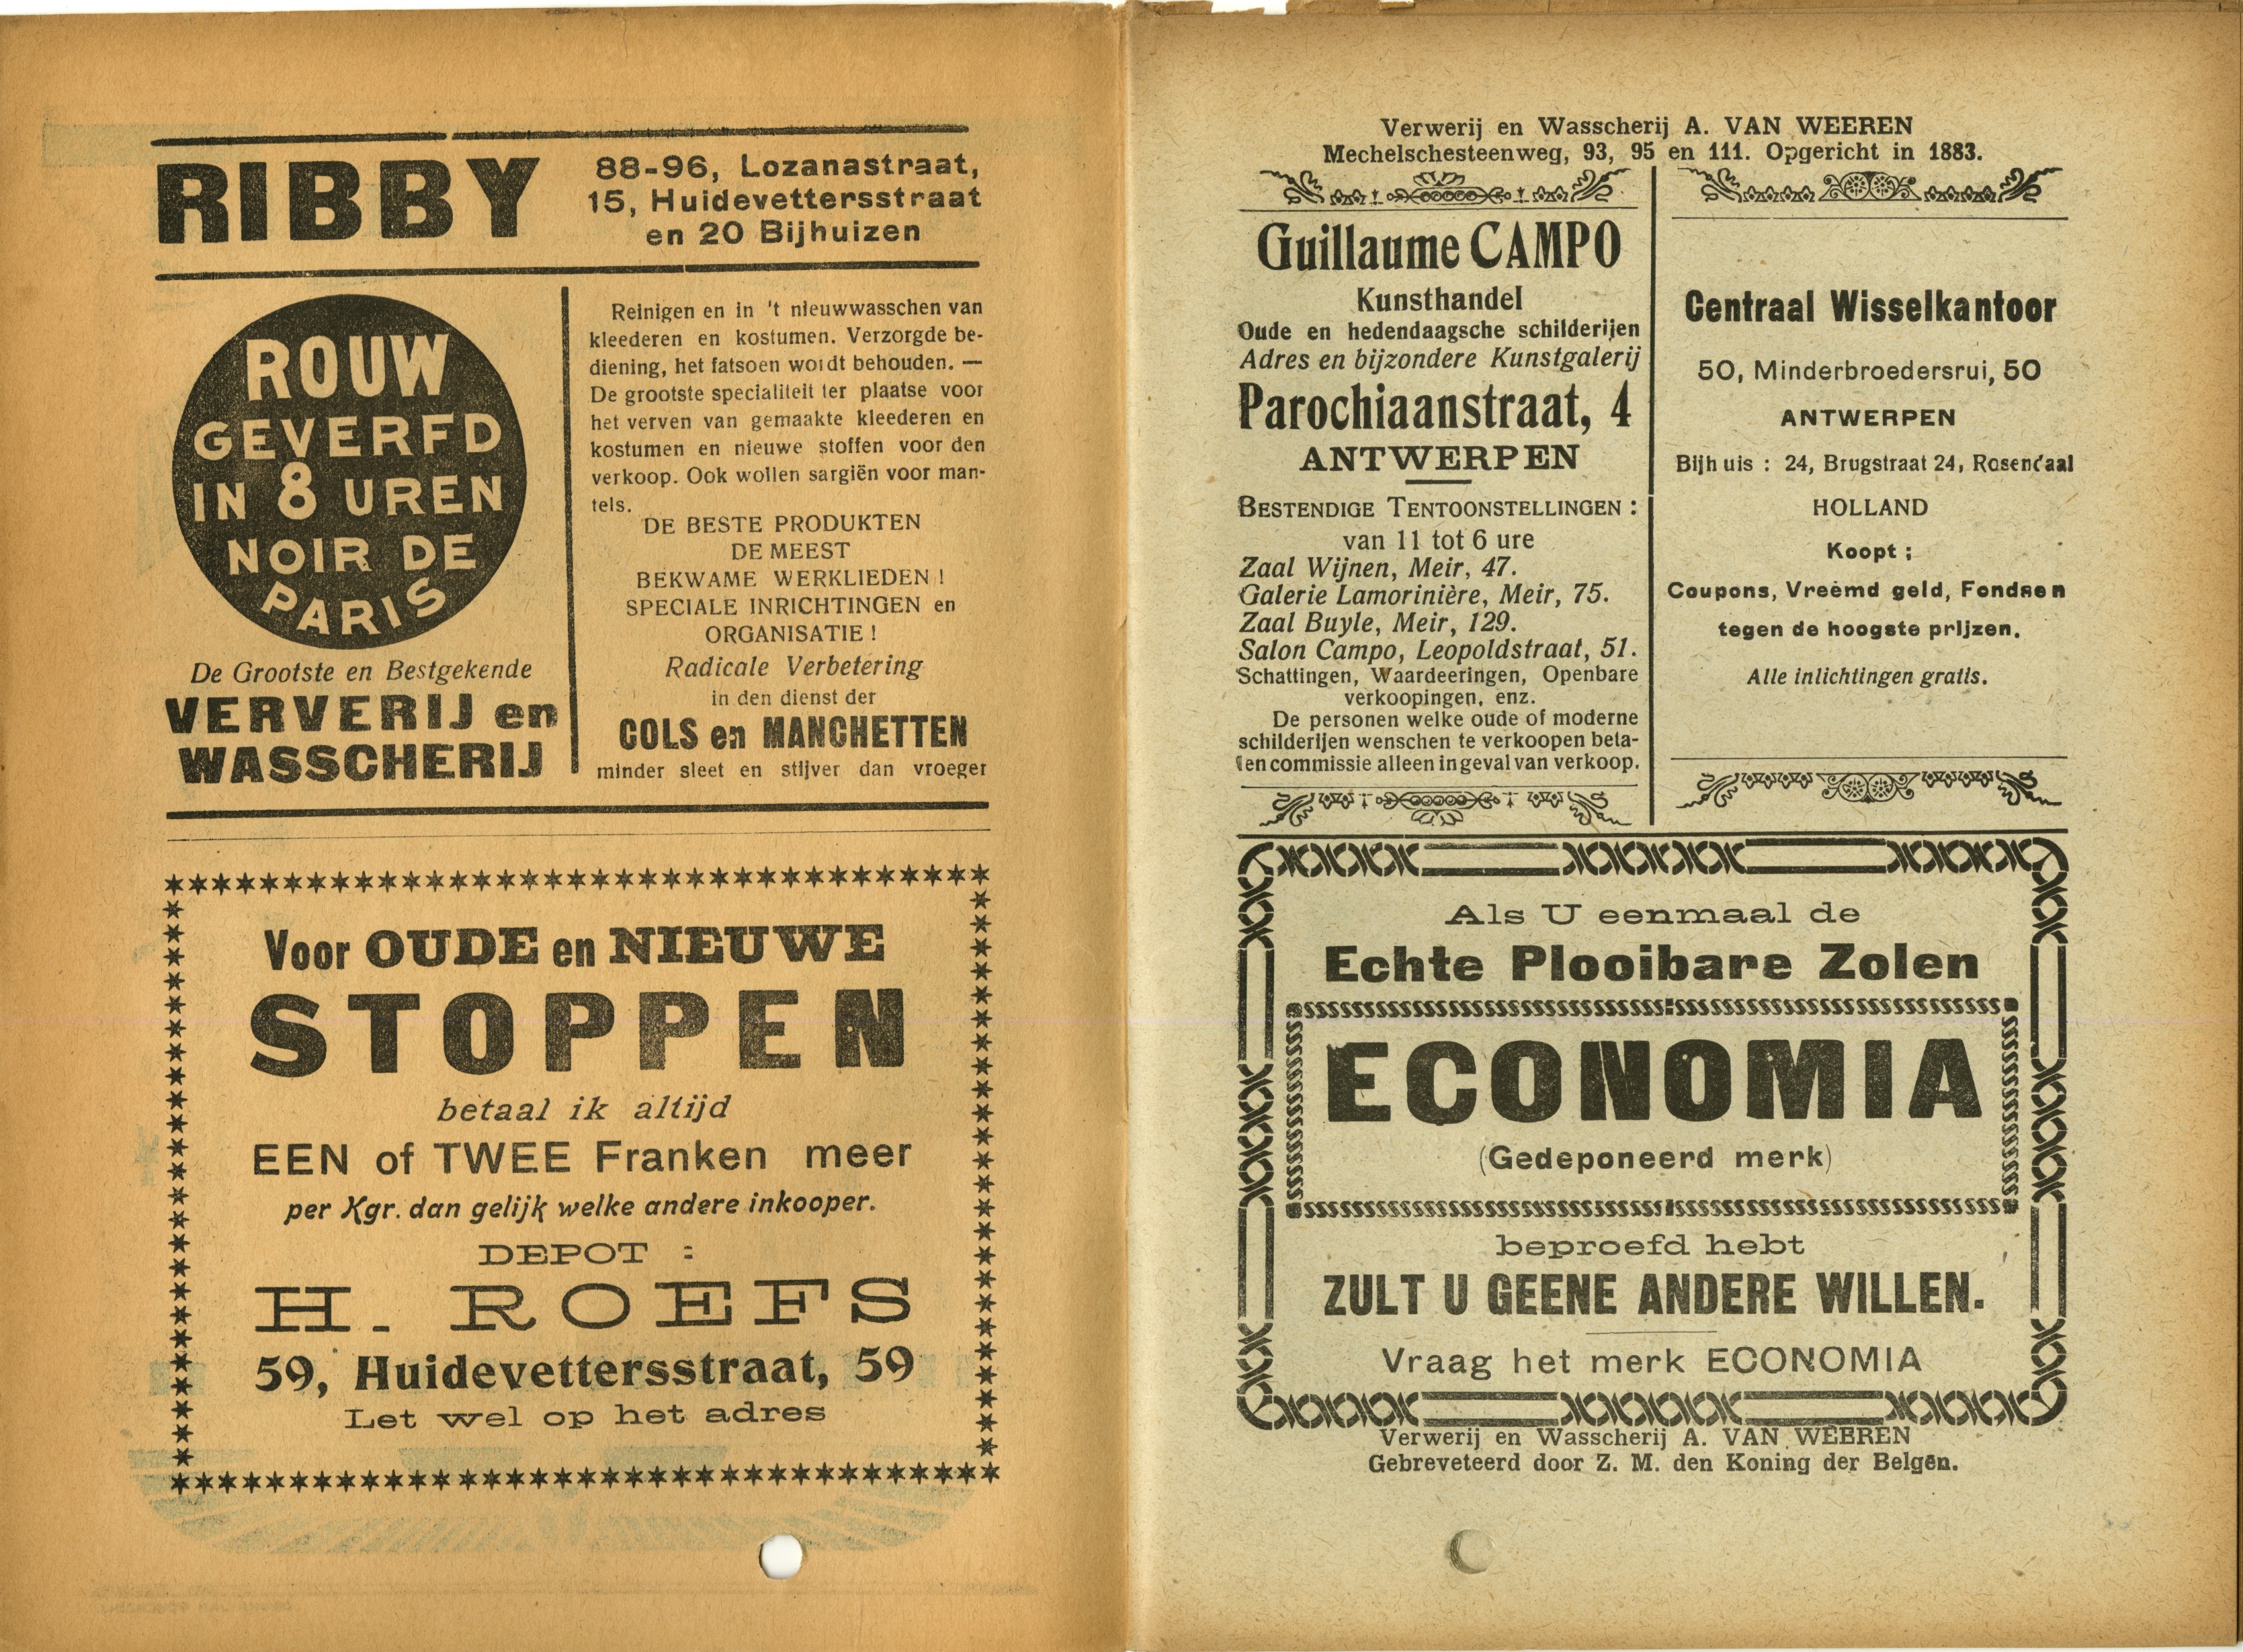 RIBBY
88-96, Lozanastraat,
15, Huidevettersstraat
en 20 Bijhuizen
ROUW
GEVERFD
IN 8 UREN
NOIR DE
PARIS
De Grootste en Bestgekende
VERVERIJ en
WASSCHERIJ
Reinigen en in 't nieuwwasschen van
kleederen en kostumen. Verzorgde be-
diening, het fatsoen wordt behouden. —
De grootste specialiteit ter plaatse voor
het verven van gemaakte kleederen en
kostumen en nieuwe stoffen voor den
verkoop. Ook wollen sargiën voor man-
tels.
DE BESTE PRODUKTEN
DE MEEST
BEKWAME WERKLIEDEN !
SPECIALE INRICHTINGEN en
ORGANISATIE !
Radicale Verbetering
in den dienst der
COLS en MANCHETTEN
minder sleet en stijver dan vroeger
Voor OUDE en NIEUWE
STOPPEN
betaal ik altijd
EEN of TWEE Franken meer
per Kgr. dan gelijk welke andere inkooper.
DEPOT :
H. ROEFS
59, Huidevettersstraat, 59
Let wel op het adres
Verwerij en Wasscherij A. VAN WEEREN
Mechelschesteenweg, 93, 95 en 111. Opgericht in 1883.
Guillaume CAMPO
Kunsthandel
Oude en hedendaagsche schilderijen
Adres en bijzondere Kunstgalerij
Parochiaanstraat, 4
ANTWERPEN
BESTENDIGE TENTOONSTELLINGEN :
van 11 tot 6 ure
Zaal Wijnen, Meir, 47.
Galerie Lamorinière, Meir, 75.
Zaal Buyle, Meir, 129.
Salon Campo, Leopoldstraat, 51.
Schattingen, Waardeeringen, Openbare
verkoopingen, enz.
De personen welke oude of moderne
schilderijen wenschen te verkoopen beta-
len commissie alleen in geval van verkoop.
Centraal Wisselkantoor
50, Minderbroedersrui, 50
ANTWERPEN
Bijhuis : 24, Brugstraat 24, Rosendaal
HOLLAND
Koopt ;
Coupons, Vreèmd geld, Fondsen
tegen de hoogste prijzen.
Alle inlichtingen gratis.
Als U eenmaal de
Echte Plooibare Zolen
ECONOMIA
(Gedeponeerd merk)
beproefd hebt
ZULT U GEENE ANDERE WILLEN.
Vraag het merk ECONOMIA
Verwerij en Wasscherij A. VAN WEEREN
Gebreveteerd door Z. M. den Koning der Belgen.